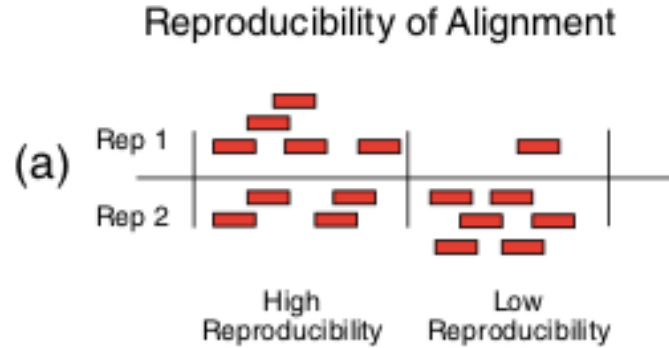 Reproducibility of Alignment
(a)
Rep 1
Rep 2
High
Reproducibility
Low
Reproducibility